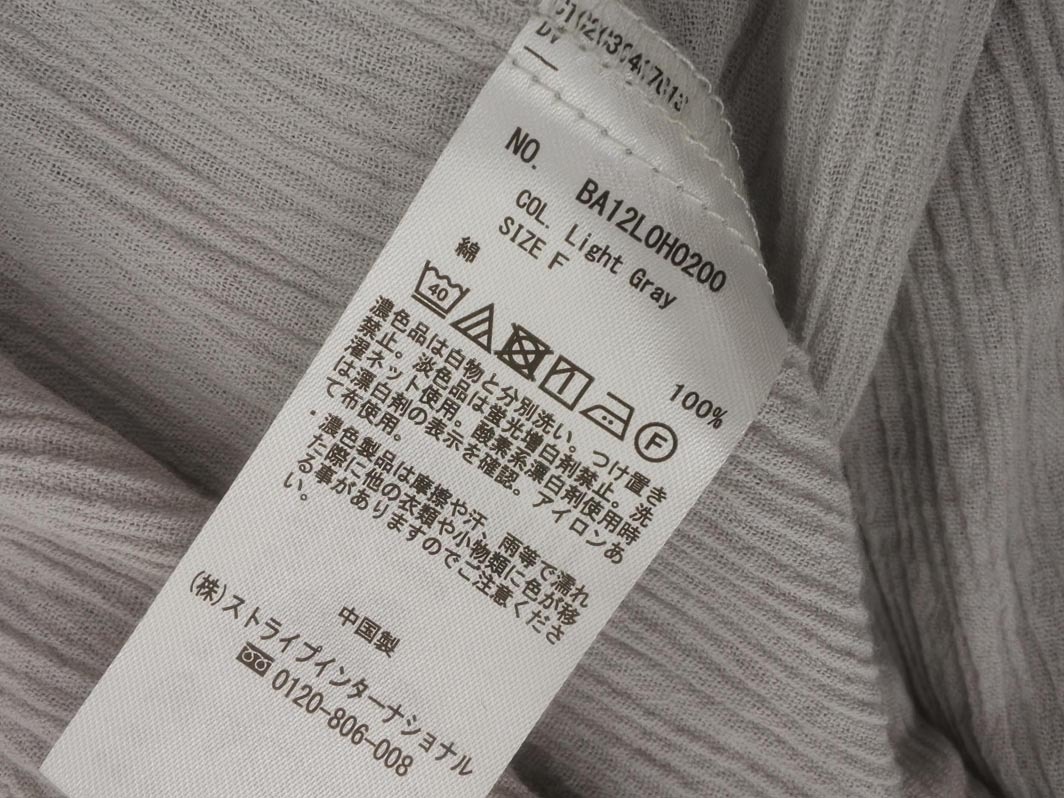 NO. BA12L0H0200
COL. Light Gray
SIZE F
綿 100%
40 F
濃色品は白物と分別洗い。つけ置き
禁止。淡色品は蛍光増白剤禁止。洗
濯ネット使用。酸素系漂白剤使用時
は漂白剤の表示を確認。アイロンあ
て布使用。
・濃色製品は摩擦や汗、雨等で濡れ
た際に他の衣類や小物類に色が移
る事がありますのでご注意くださ
い。
中国製
(株)ストライプインターナショナル
0120-806-008